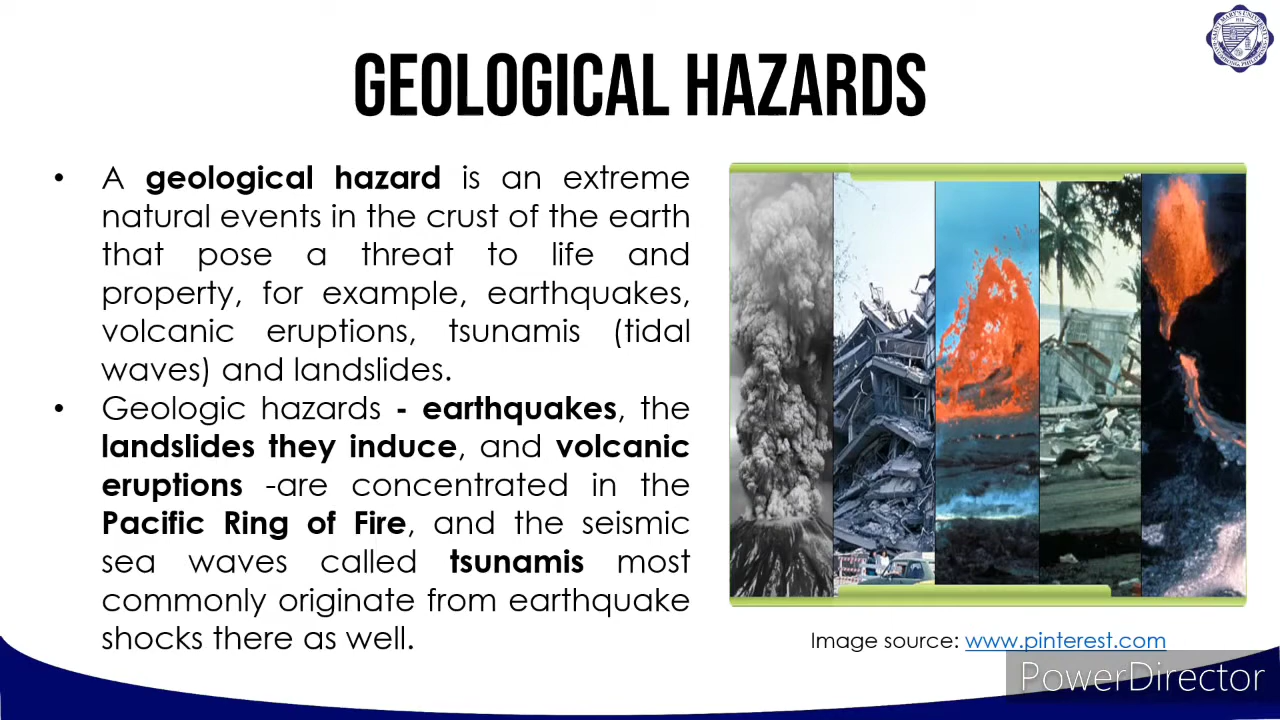 GEOLOGICAL HAZARDS
• A geological hazard is an extreme
natural events in the crust of the earth
that pose a threat to life and
property, for example, earthquakes,
volcanic eruptions, tsunamis (tidal
waves) and landslides.
• Geologic hazards - earthquakes, the
landslides they induce, and volcanic
eruptions -are concentrated in the
Pacific Ring of Fire, and the seismic
sea waves called tsunamis most
commonly originate from earthquake
shocks there as well.
Image source: www.pinterest.com
PowerDirector